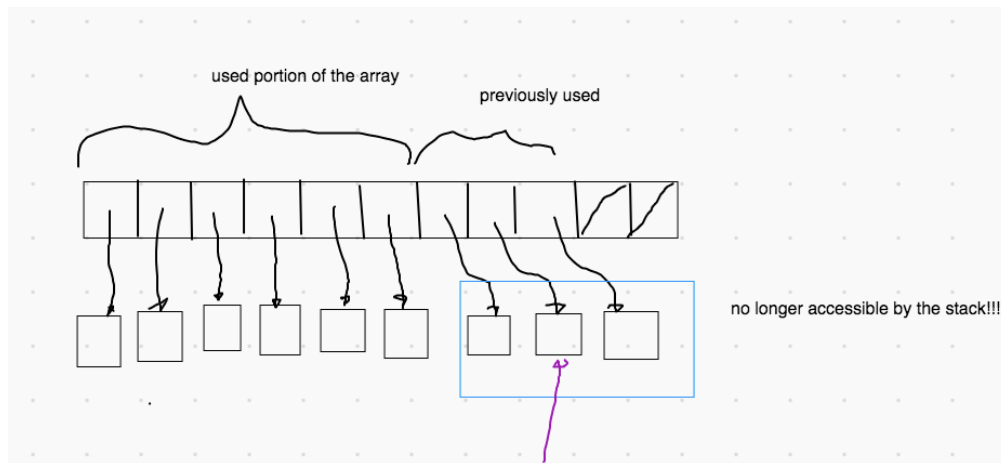 used portion of the array
previously used
no longer accessible by the stack!!!